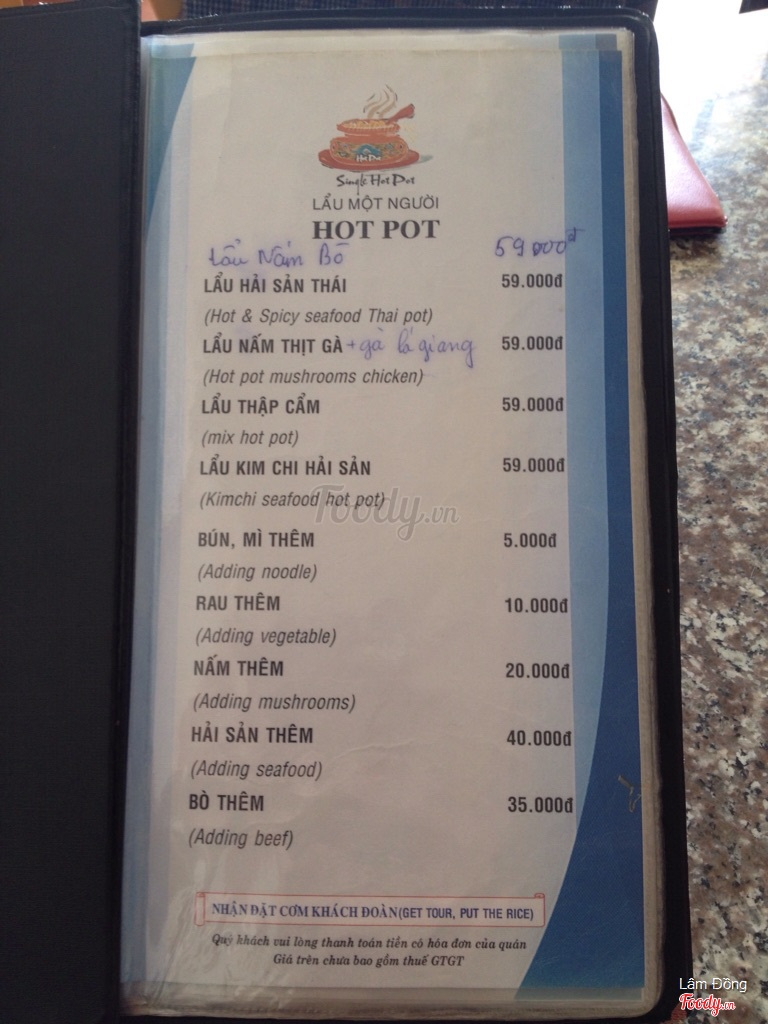 Hot Pot
Single Hot Pot
LẨU MỘT NGƯỜI
HOT POT
Lẩu Nấm Bò 59000đ
LẨU HẢI SẢN THÁI 59.000đ
(Hot & Spicy seafood Thai pot)
LẨU NẤM THỊT GÀ + gà lá giang 59.000đ
(Hot pot mushrooms chicken)
LẨU THẬP CẨM 59.000đ
(mix hot pot)
LẨU KIM CHI HẢI SẢN 59.000đ
(Kimchi seafood hot pot)
Foody.vn
BÚN, MÌ THÊM 5.000đ
(Adding noodle)
RAU THÊM 10.000đ
(Adding vegetable)
NẤM THÊM 20.000đ
(Adding mushrooms)
HẢI SẢN THÊM 40.000đ
(Adding seafood)
BÒ THÊM 35.000đ
(Adding beef)
NHẬN ĐẶT CƠM KHÁCH ĐOÀN(GET TOUR, PUT THE RICE)
Quý khách vui lòng thanh toán tiền có hóa đơn của quán
Giá trên chưa bao gồm thuế GTGT
Lâm Đồng
Foody.vn